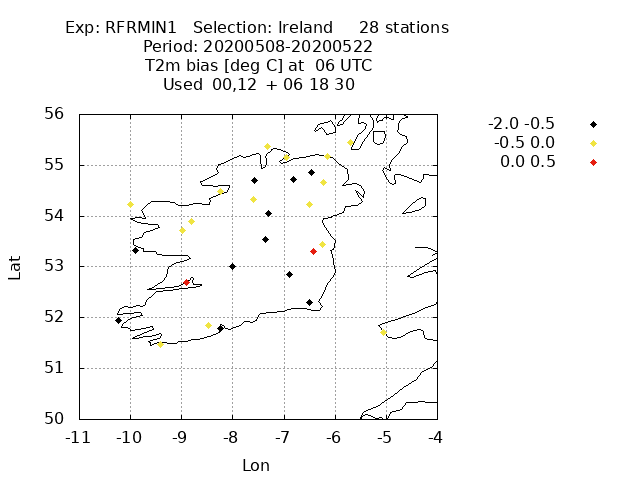 Exp: RFRMIN1   Selection: Ireland     28 stations
Period: 20200508-20200522
T2m bias [deg C] at  06 UTC
Used  00,12  + 06 18 30
-2.0 -0.5
-0.5 0.0
0.0 0.5
56
55
54
53
52
51
50
-11 -10 -9 -8 -7 -6 -5 -4
Lat
Lon